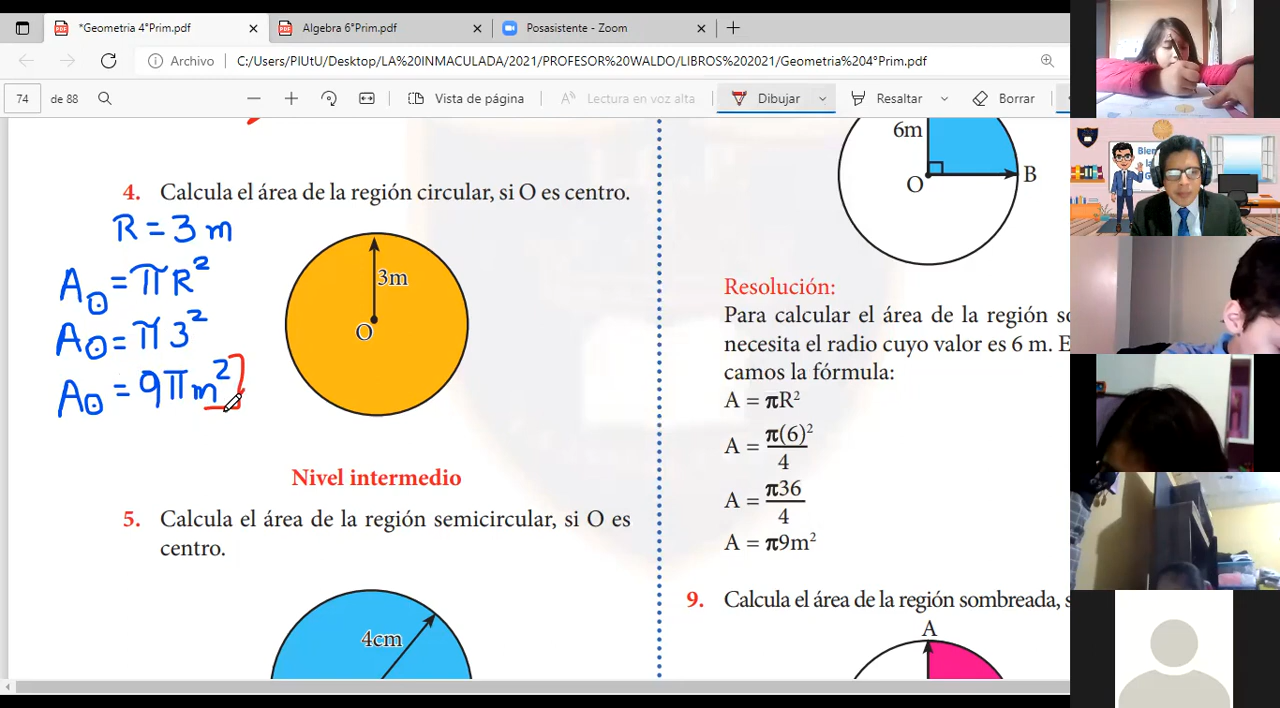 *Geometria 4°Prim.pdf
Algebra 6°Prim.pdf
Posasistente - Zoom
Archivo
C:/Users/PIUtU/Desktop/LA%20INMACULADA/2021/PROFESOR%20WALDO/LIBROS%202021/Geometria%204°Prim.pdf
74 de 88
Vista de página
Lectura en voz alta
Dibujar
Resaltar
Borrar
4. Calcula el área de la región circular, si O es centro.
R = 3 m
A⊙ = πR²
A⊙ = π3²
A⊙ = 9πm²
3m
O
Nivel intermedio
5. Calcula el área de la región semicircular, si O es
centro.
4cm
6m
O
B
Resolución:
Para calcular el área de la región
necesita el radio cuyo valor es 6 m.
camos la fórmula:
A = πR²
A = π(6)²/4
A = π36/4
A = π9m²
9. Calcula el área de la región sombreada,
A
Bien